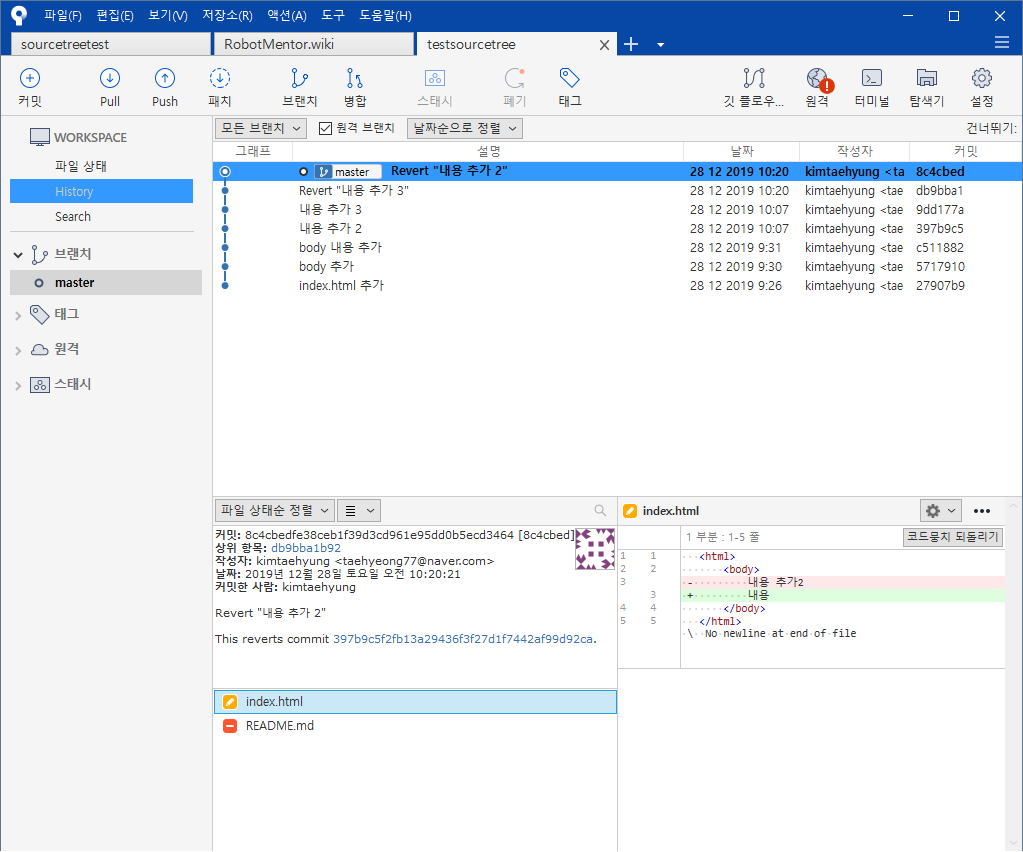 파일(F) 편집(E) 보기(V) 저장소(R) 액션(A) 도구 도움말(H)
sourcetreetest RobotMentor.wiki testsourcetree
커밋 Pull Push 패치 브랜치 병합 스태시 폐기 태그 깃 플로우... 원격 터미널 탐색기 설정
WORKSPACE
파일 상태
History
Search
브랜치
master
태그
원격
스태시
모든 브랜치 원격 브랜치 날짜순으로 정렬 건너뛰기:
그래프 설명 날짜 작성자 커밋
master Revert "내용 추가 2" 28 12 2019 10:20 kimtaehyung <ta 8c4cbed
Revert "내용 추가 3" 28 12 2019 10:20 kimtaehyung <tae db9bba1
내용 추가 3 28 12 2019 10:07 kimtaehyung <tae 9dd177a
내용 추가 2 28 12 2019 10:07 kimtaehyung <tae 397b9c5
body 내용 추가 28 12 2019 9:31 kimtaehyung <tae c511882
body 추가 28 12 2019 9:30 kimtaehyung <tae 5717910
index.html 추가 28 12 2019 9:26 kimtaehyung <tae 27907b9
파일 상태순 정렬
커밋: 8c4cbedfe38ceb1f39d3cd961e95dd0b5ecd3464 [8c4cbed]
상위 항목: db9bba1b92
작성자: kimtaehyung <taehyeong77@naver.com>
날짜: 2019년 12월 28일 토요일 오전 10:20:21
커밋한 사람: kimtaehyung
Revert "내용 추가 2"
This reverts commit 397b9c5f2fb13a29436f3f27d1f7442af99d92ca.
index.html
README.md
index.html
1 부분 : 1-5 줄 코드뭉치 되돌리기
1 1 <html>
2 2 <body>
3 - 내용 추가2
3 + 내용
4 4 </body>
5 5 </html>
\ No newline at end of file